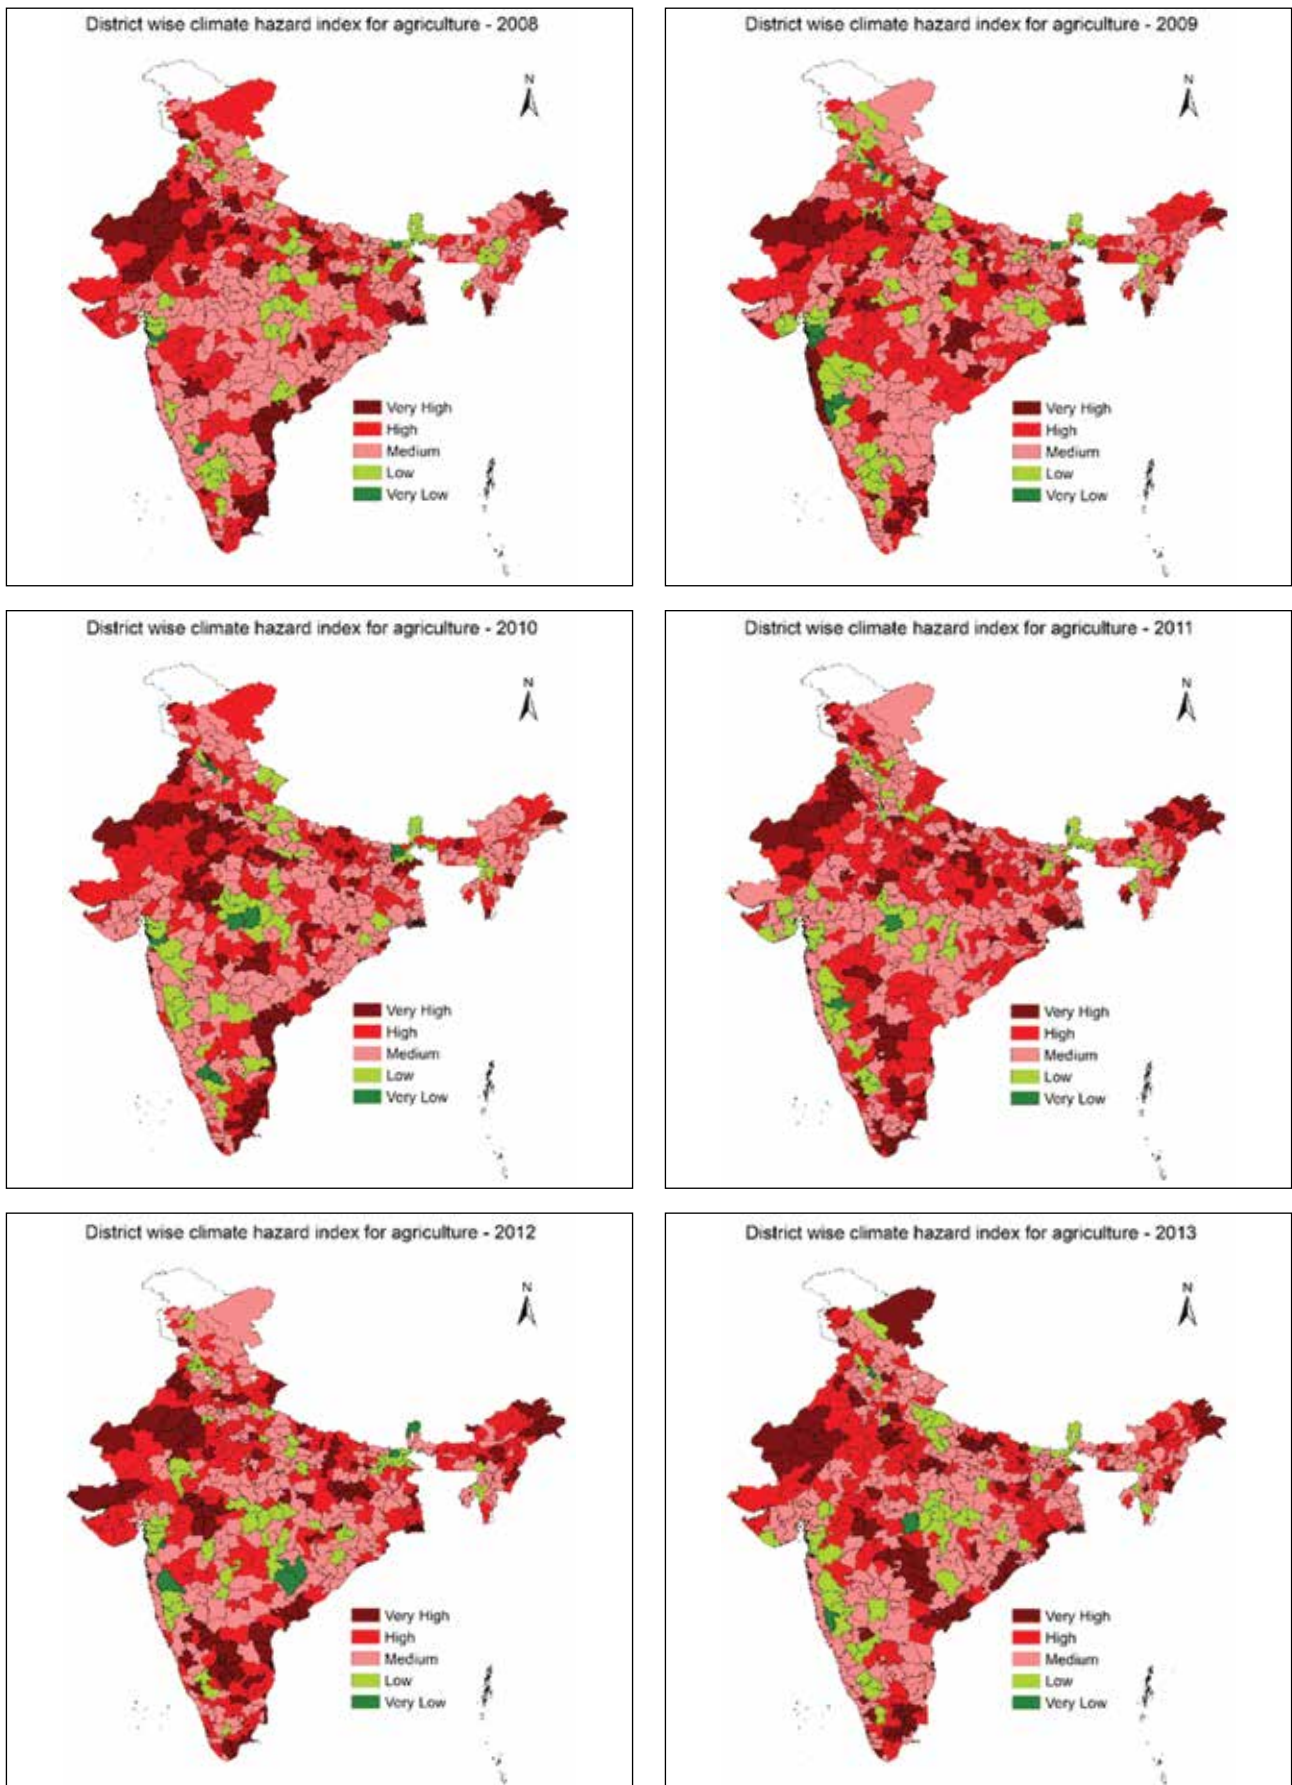 District wise climate hazard index for agriculture - 2008
N
Very High
High
Medium
Low
Very Low
District wise climate hazard index for agriculture - 2009
N
Very High
High
Medium
Low
Very Low
District wise climate hazard index for agriculture - 2010
N
Very High
High
Medium
Low
Very Low
District wise climate hazard index for agriculture - 2011
N
Very High
High
Medium
Low
Very Low
District wise climate hazard index for agriculture - 2012
N
Very High
High
Medium
Low
Very Low
District wise climate hazard index for agriculture - 2013
N
Very High
High
Medium
Low
Very Low